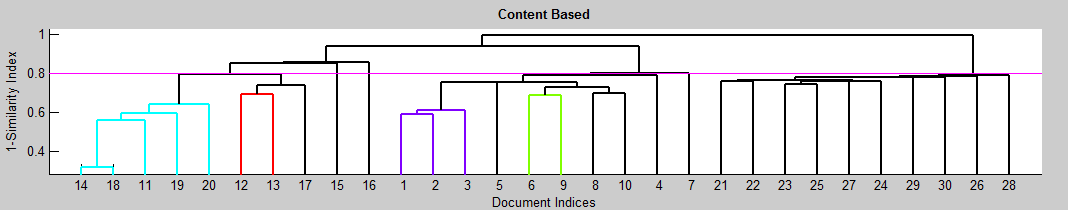 Content Based
1-Similarity Index
1
0.8
0.6
0.4
14 18 11 19 20 12 13 17 15 16 1 2 3 5 6 9 8 10 4 7 21 22 23 25 27 24 29 30 26 28
Document Indices